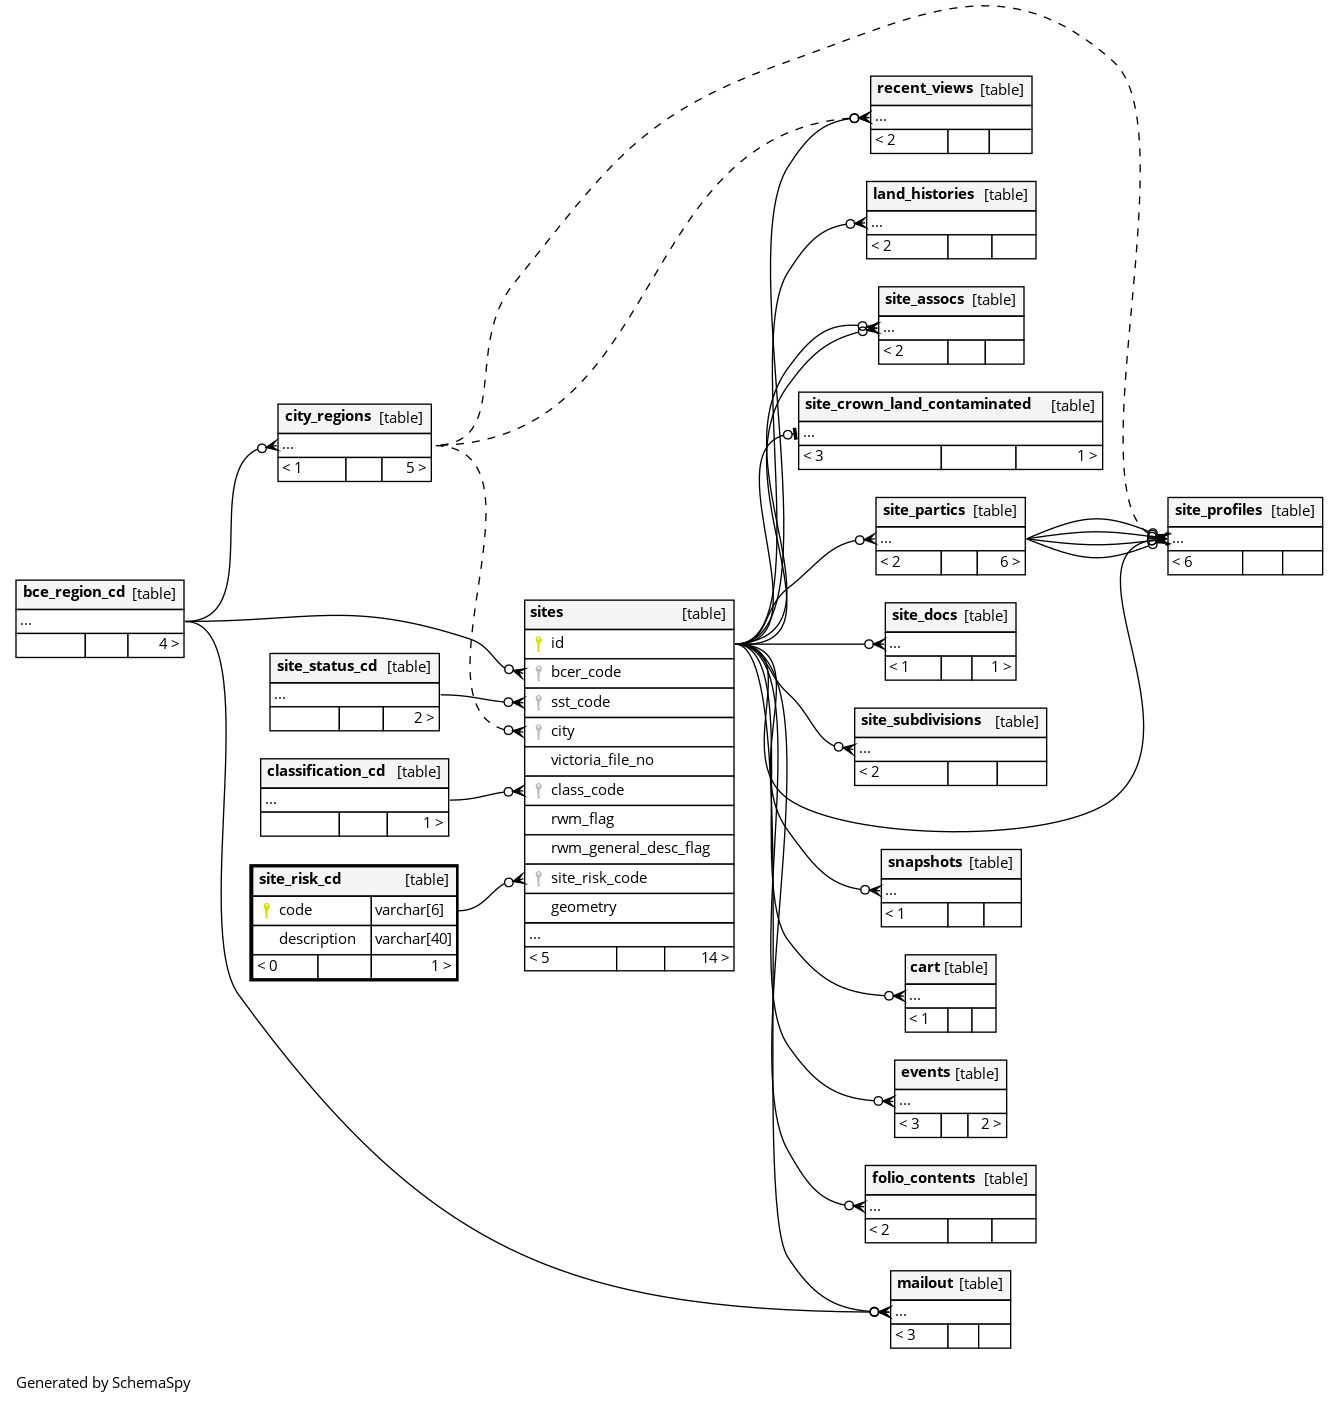 recent_views [table]
...
< 2
land_histories [table]
...
< 2
site_assocs [table]
...
< 2
site_crown_land_contaminated [table]
...
< 3 1 >
city_regions [table]
...
< 1 5 >
site_partics [table]
...
< 2 6 >
site_profiles [table]
...
< 6
bce_region_cd [table]
...
4 >
site_status_cd [table]
...
2 >
classification_cd [table]
...
1 >
site_risk_cd [table]
code varchar[6]
description varchar[40]
< 0 1 >
sites [table]
id
bcer_code
sst_code
city
victoria_file_no
class_code
rwm_flag
rwm_general_desc_flag
site_risk_code
geometry
...
< 5 14 >
site_docs [table]
...
< 1 1 >
site_subdivisions [table]
...
< 2
snapshots [table]
...
< 1
cart [table]
...
< 1
events [table]
...
< 3 2 >
folio_contents [table]
...
< 2
mailout [table]
...
< 3
Generated by SchemaSpy